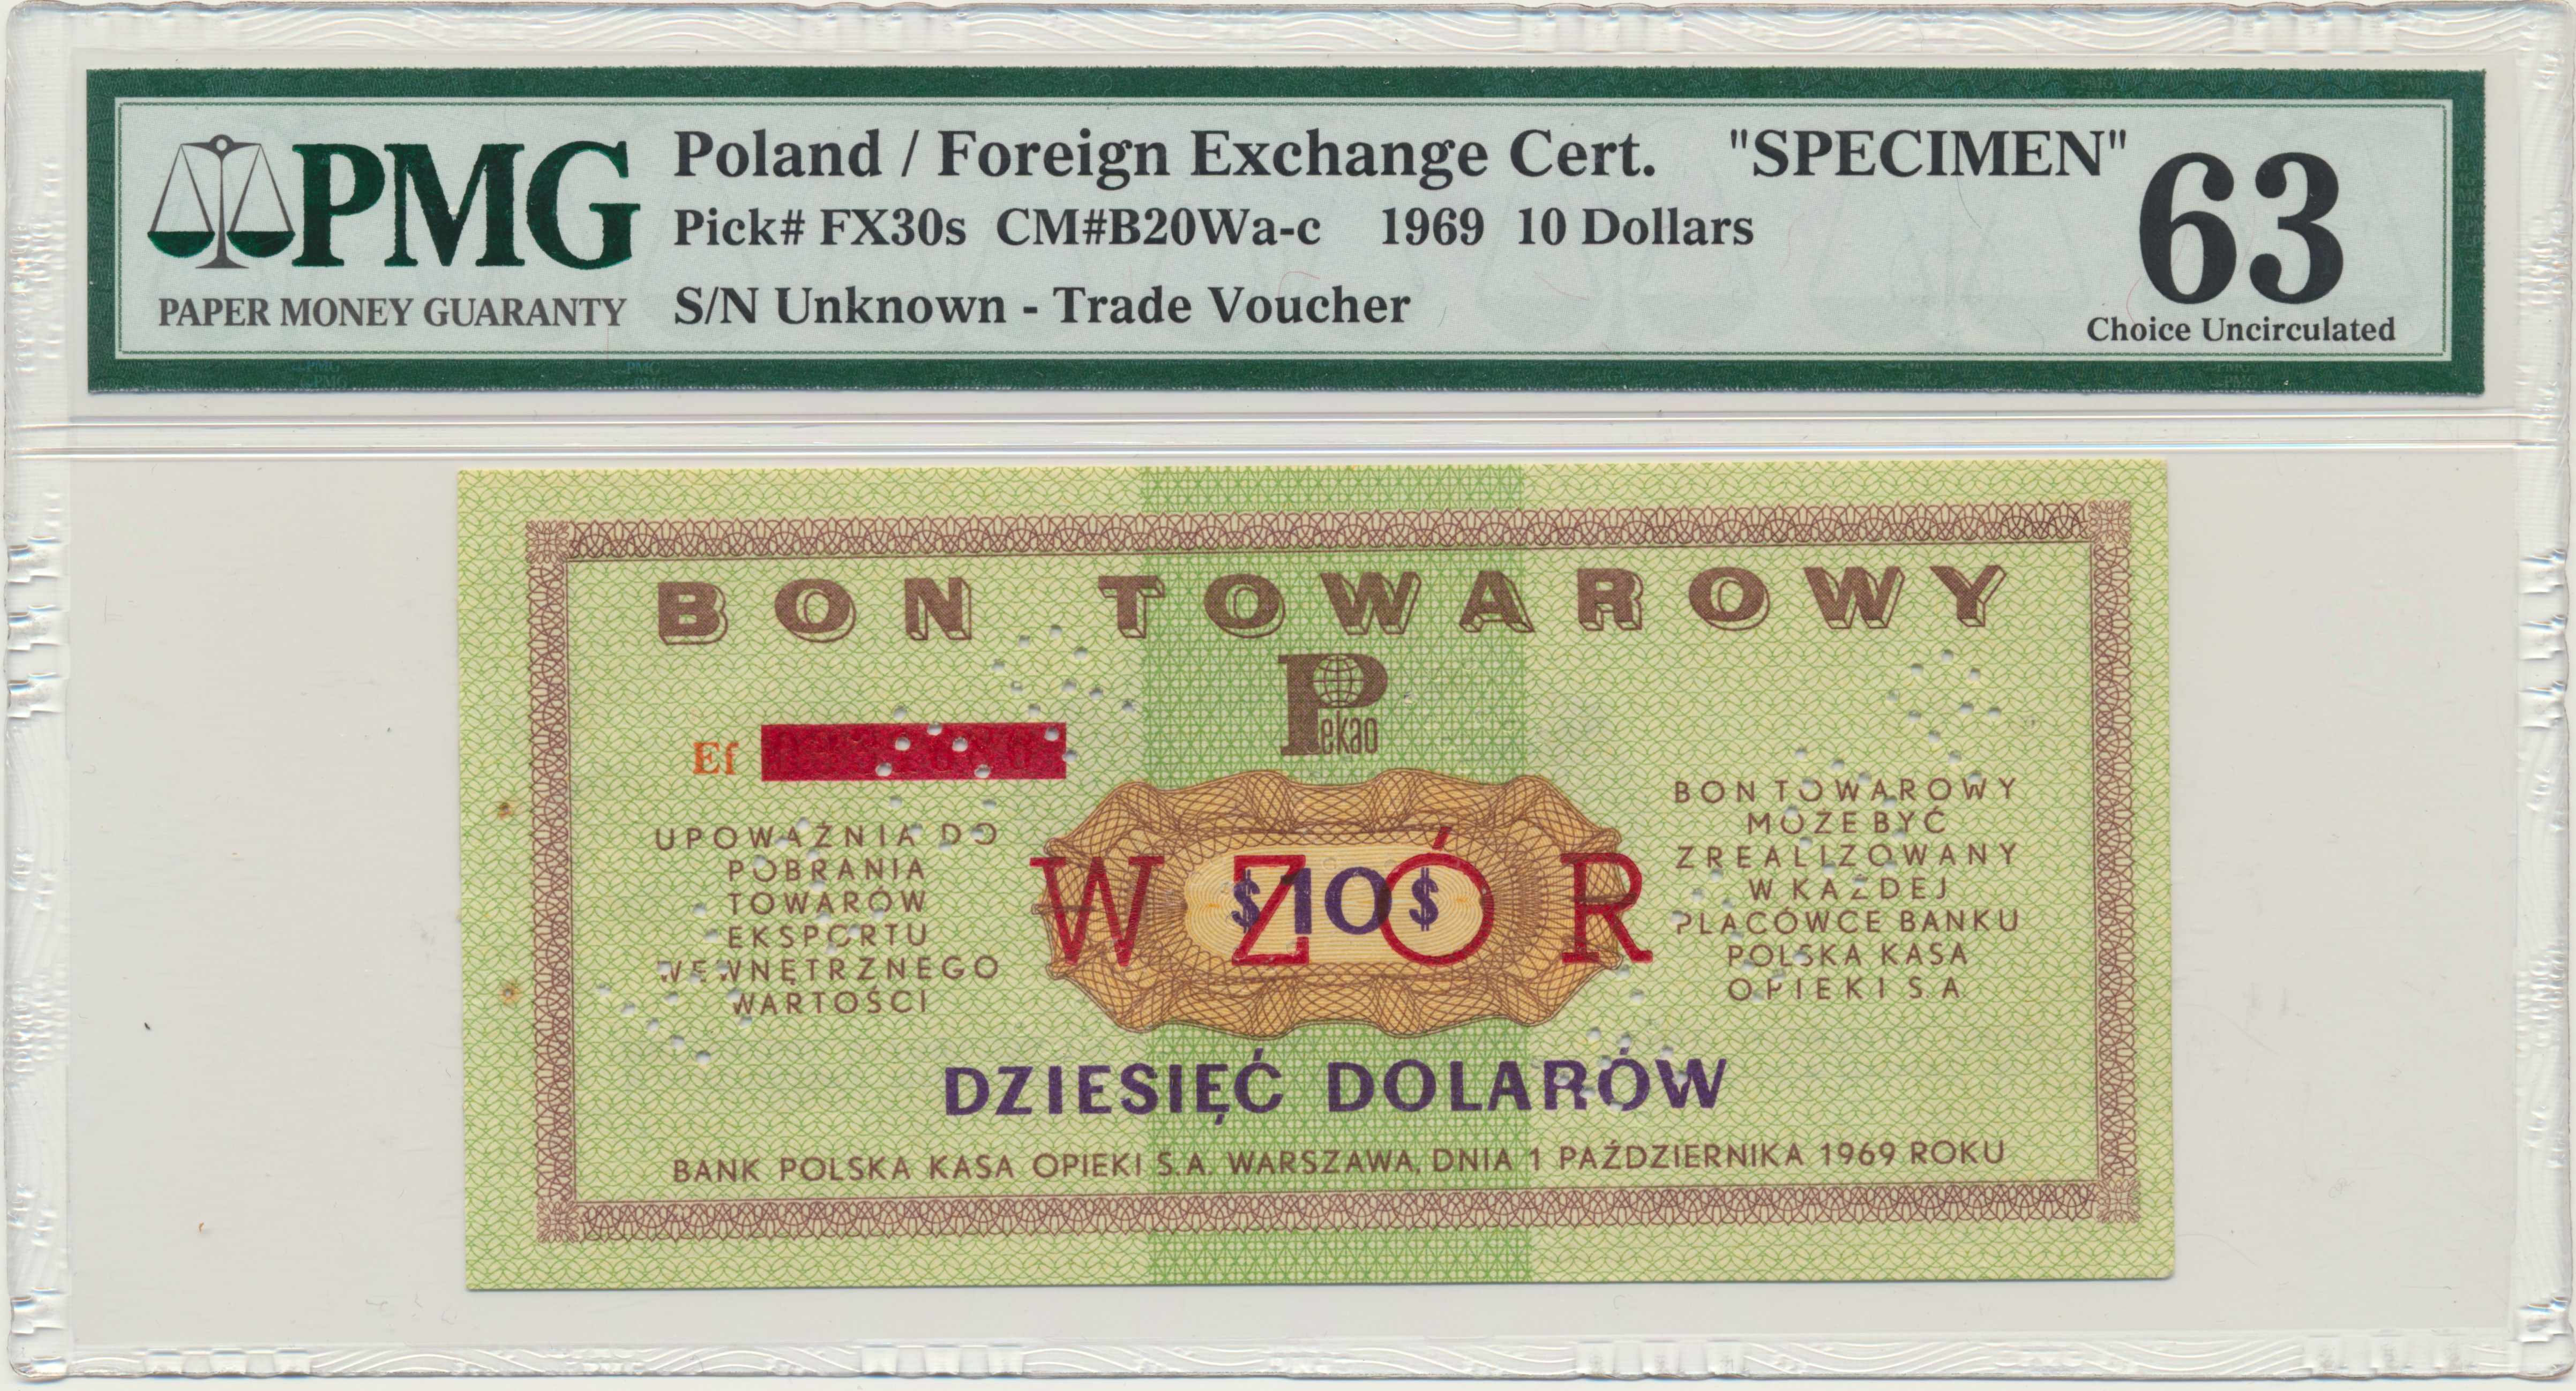 PMG
PAPER MONEY GUARANTY
Poland / Foreign Exchange Cert. "SPECIMEN"
Pick# FX30s CM#B20Wa-c 1969 10 Dollars
S/N Unknown - Trade Voucher
63
Choice Uncirculated
BON TOWAROWY
Pekao
Ef
UPOWAŻNIA DO
POBRANIA
TOWARÓW
EKSPORTU
WEWNĘTRZNEGO
WARTOŚCI
WZÓR
$10$
BON TOWAROWY
MOŻE BYĆ
ZREALIZOWANY
W KAŻDEJ
PLACÓWCE BANKU
POLSKA KASA
OPIEKI S.A.
DZIESIĘĆ DOLARÓW
BANK POLSKA KASA OPIEKI S.A. WARSZAWA, DNIA 1 PAŹDZIERNIKA 1969 ROKU